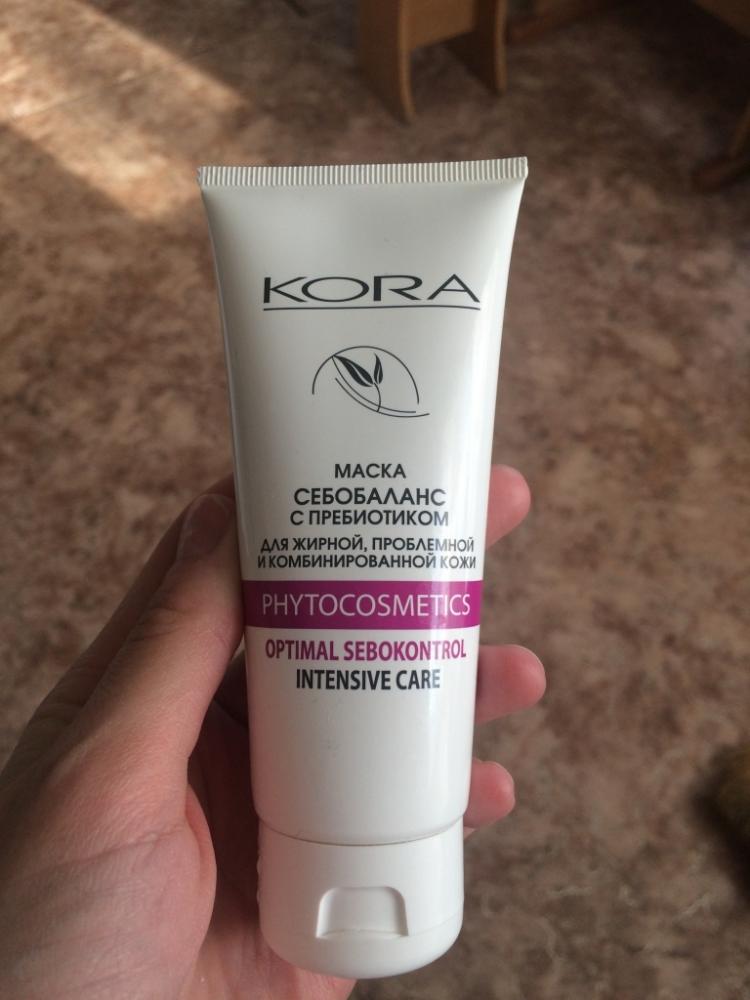 KORA
МАСКА
СЕБОБАЛАНС
С ПРЕБИОТИКОМ
ДЛЯ ЖИРНОЙ, ПРОБЛЕМНОЙ
И КОМБИНИРОВАННОЙ КОЖИ
PHYTOCOSMETICS
OPTIMAL SEBOKONTROL
INTENSIVE CARE